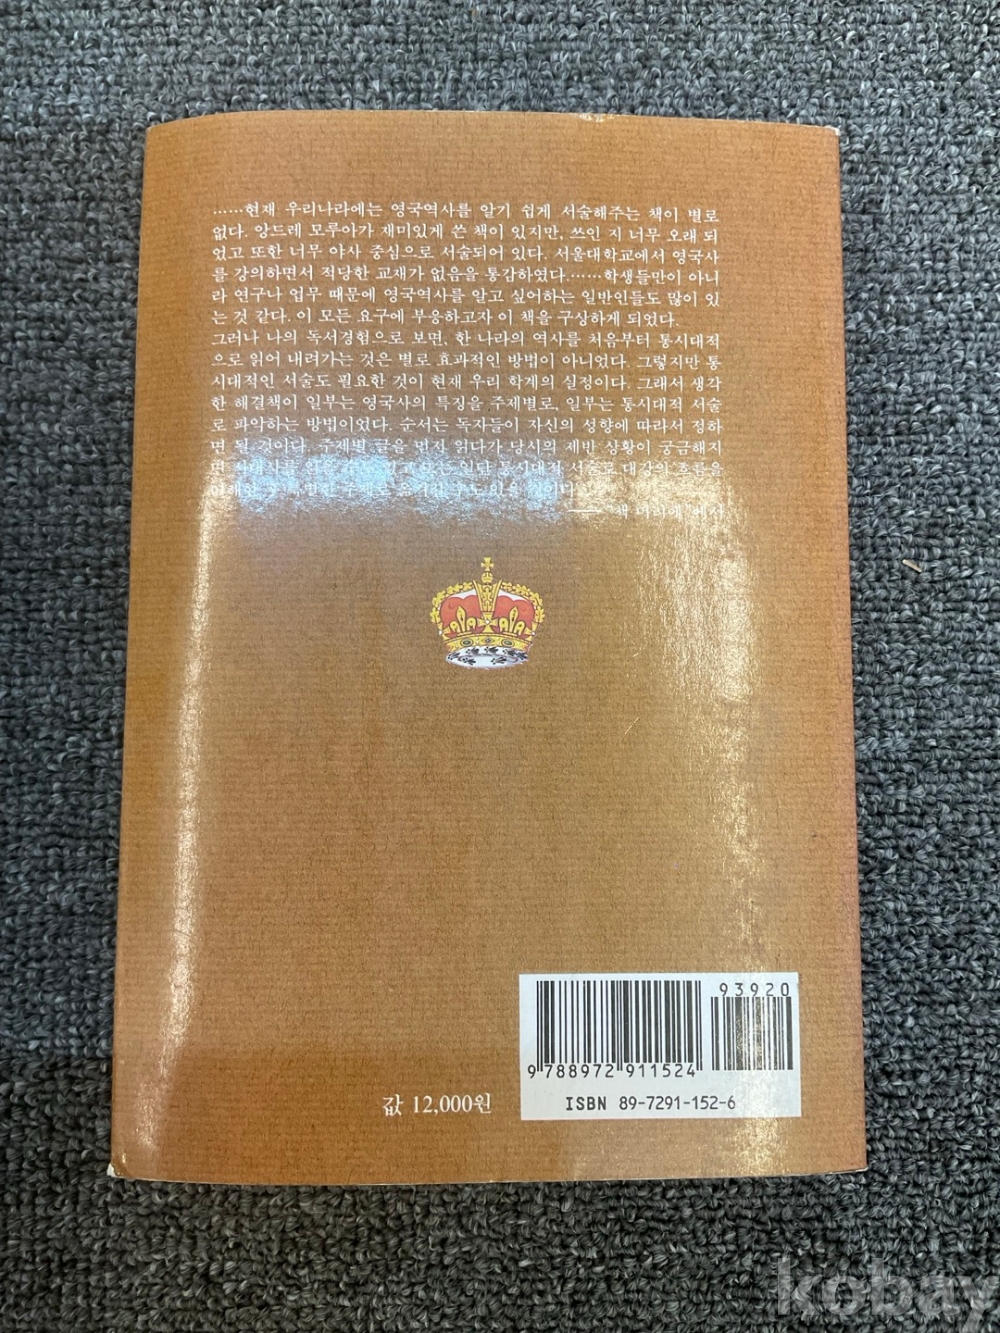 ……현재 우리나라에는 영국역사를 알기 쉽게 서술해주는 책이 별로
없다. 앙드레 모루아가 재미있게 쓴 책이 있지만, 쓰인 지 너무 오래 되
었고 또한 너무 야사 중심으로 서술되어 있다. 서울대학교에서 영국사
를 강의하면서 적당한 교재가 없음을 통감하였다.……학생들만이 아니
라 연구나 업무 때문에 영국역사를 알고 싶어하는 일반인들도 많이 있
는 것 같다. 이 모든 요구에 부응하고자 이 책을 구상하게 되었다.
그러나 나의 독서경험으로 보면, 한 나라의 역사를 처음부터 통시대적
으로 읽어 내려가는 것은 별로 효과적인 방법이 아니었다. 그렇지만 통
시대적인 서술도 필요한 것이 현재 우리 학계의 실정이다. 그래서 생각
한 해결책이 일부는 영국사의 특징을 주제별로, 일부는 통시대적 서술
로 파악하는 방법이었다. 순서는 독자들이 자신의 성향에 따라서 정하
면 될 것이다. 주제별 글을 먼저 읽다가 당시의 제반 상황이 궁금해지
면 시대사를 일단 통시대적 서술로 대강의 흐름을
—— 책 머리에 에서
93920
9 788972 911524
ISBN 89-7291-152-6
값 12,000원
kobay